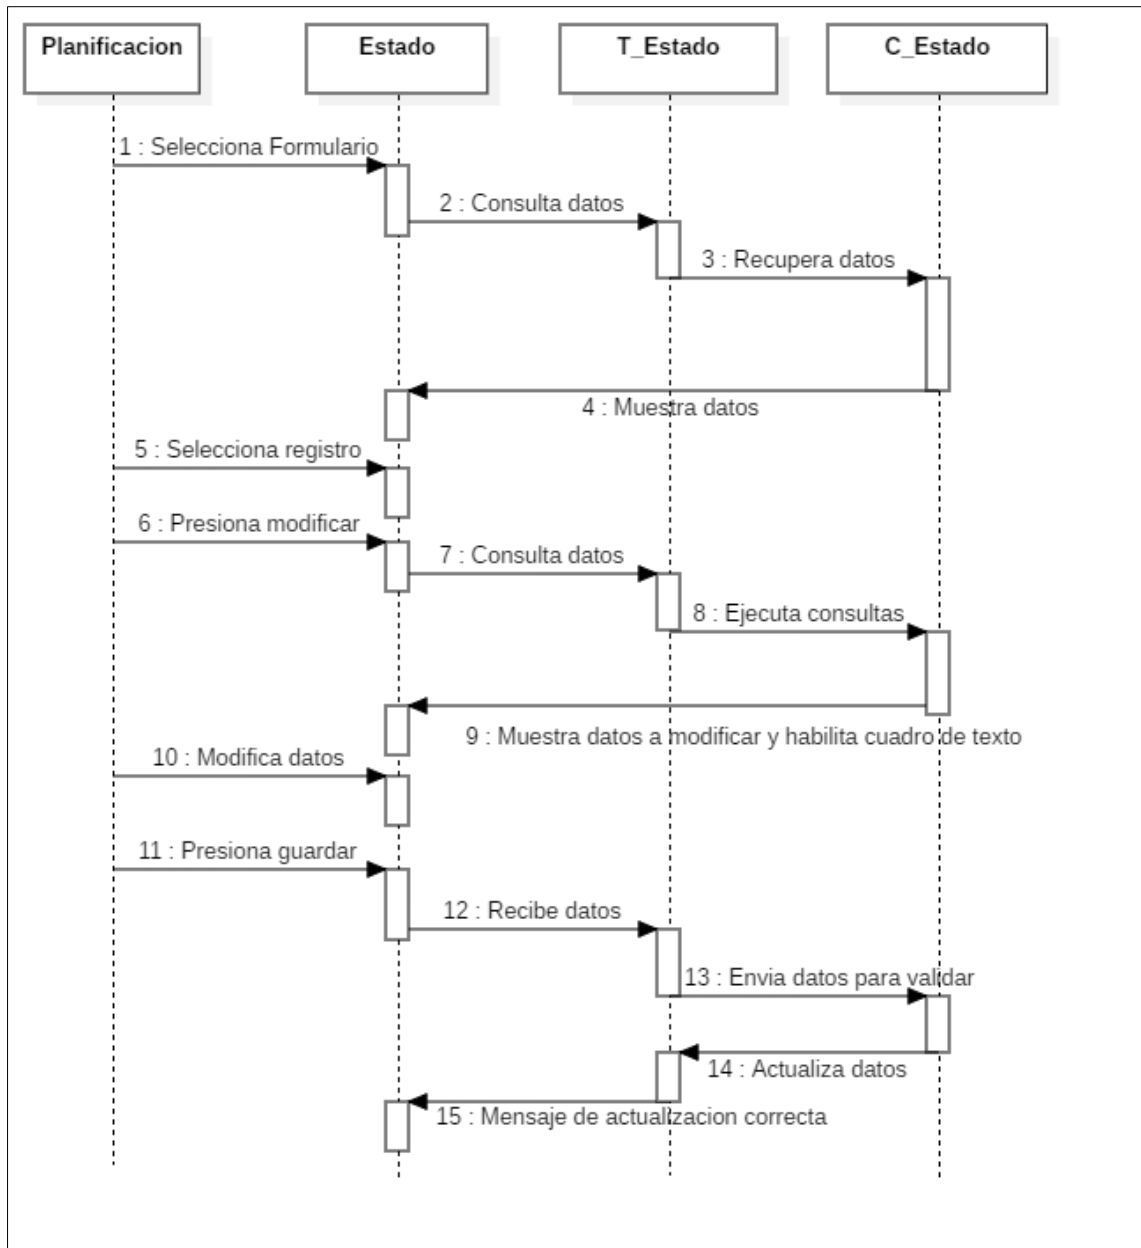 Planificacion
Estado
T_Estado
C_Estado
1 : Selecciona Formulario
2 : Consulta datos
3 : Recupera datos
4 : Muestra datos
5 : Selecciona registro
6 : Presiona modificar
7 : Consulta datos
8 : Ejecuta consultas
9 : Muestra datos a modificar y habilita cuadro de texto
10 : Modifica datos
11 : Presiona guardar
12 : Recibe datos
13 : Envia datos para validar
14 : Actualiza datos
15 : Mensaje de actualizacion correcta